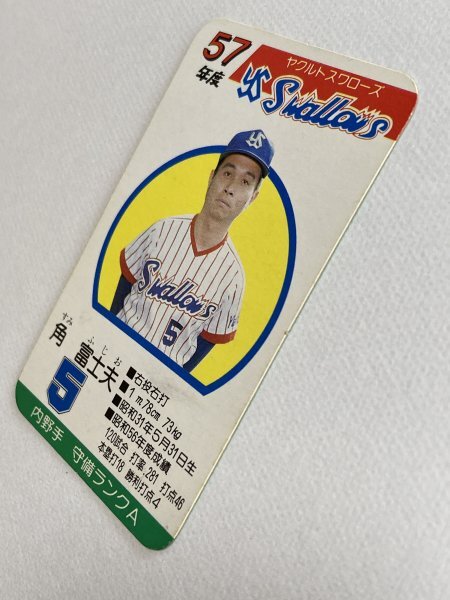 57
年度
ヤクルトスワローズ
YS Swallows
YS
Swallows
5
すみ ふじお
角 富士夫
5
■右投右打
■1m78cm 73kg
■昭和31年5月31日生
■昭和56年度成績
120試合 打率.281 打点46
本塁打18 勝利打点4
内野手 守備ランクA